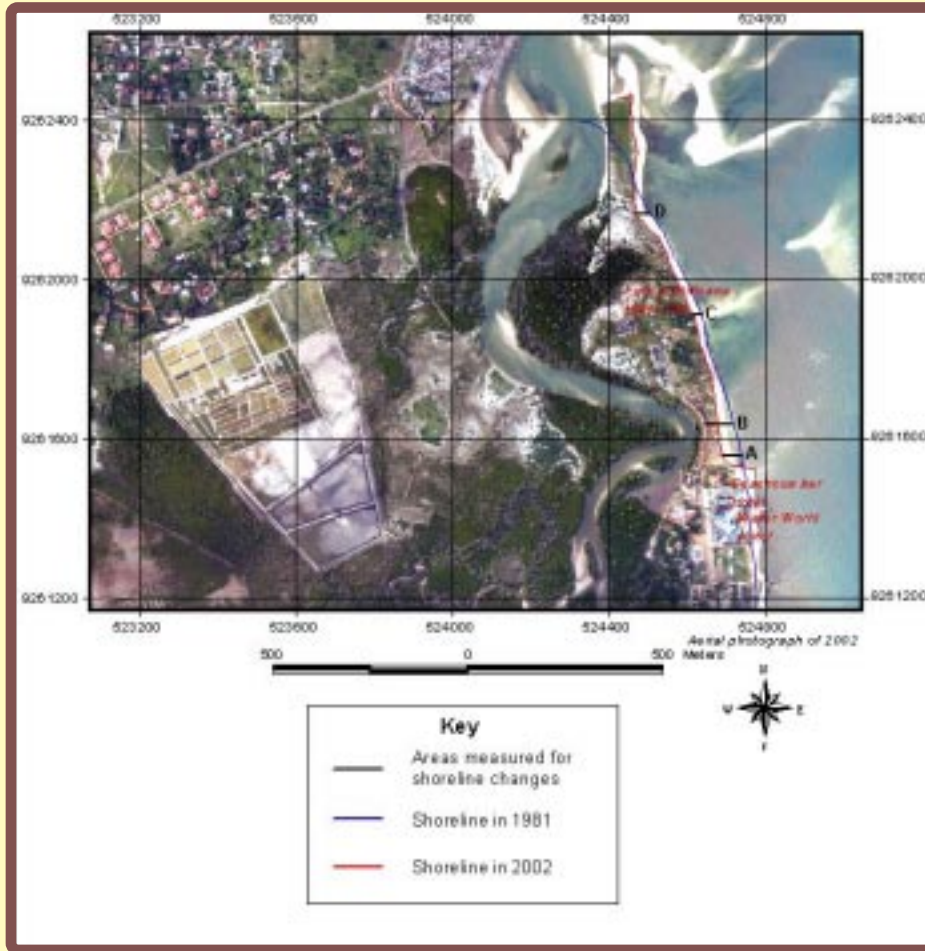 523200 523600 524000 524400 524800
9262400 9262400
D
9262000 9262000
C
B
9261600 9261600
A
Water World
9261200 9261200
523200 523600 524000 524400 524800
Aerial photograph of 2002
500 0 500 Meters
W E
Key
Areas measured for
shoreline changes
Shoreline in 1981
Shoreline in 2002